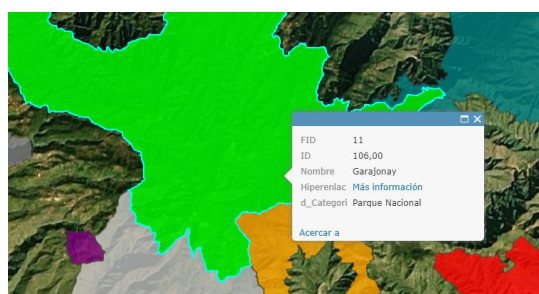 FID 11
ID 106,00
Nombre Garajonay
Hiperenlac Más información
d_Categori Parque Nacional
Acercar a